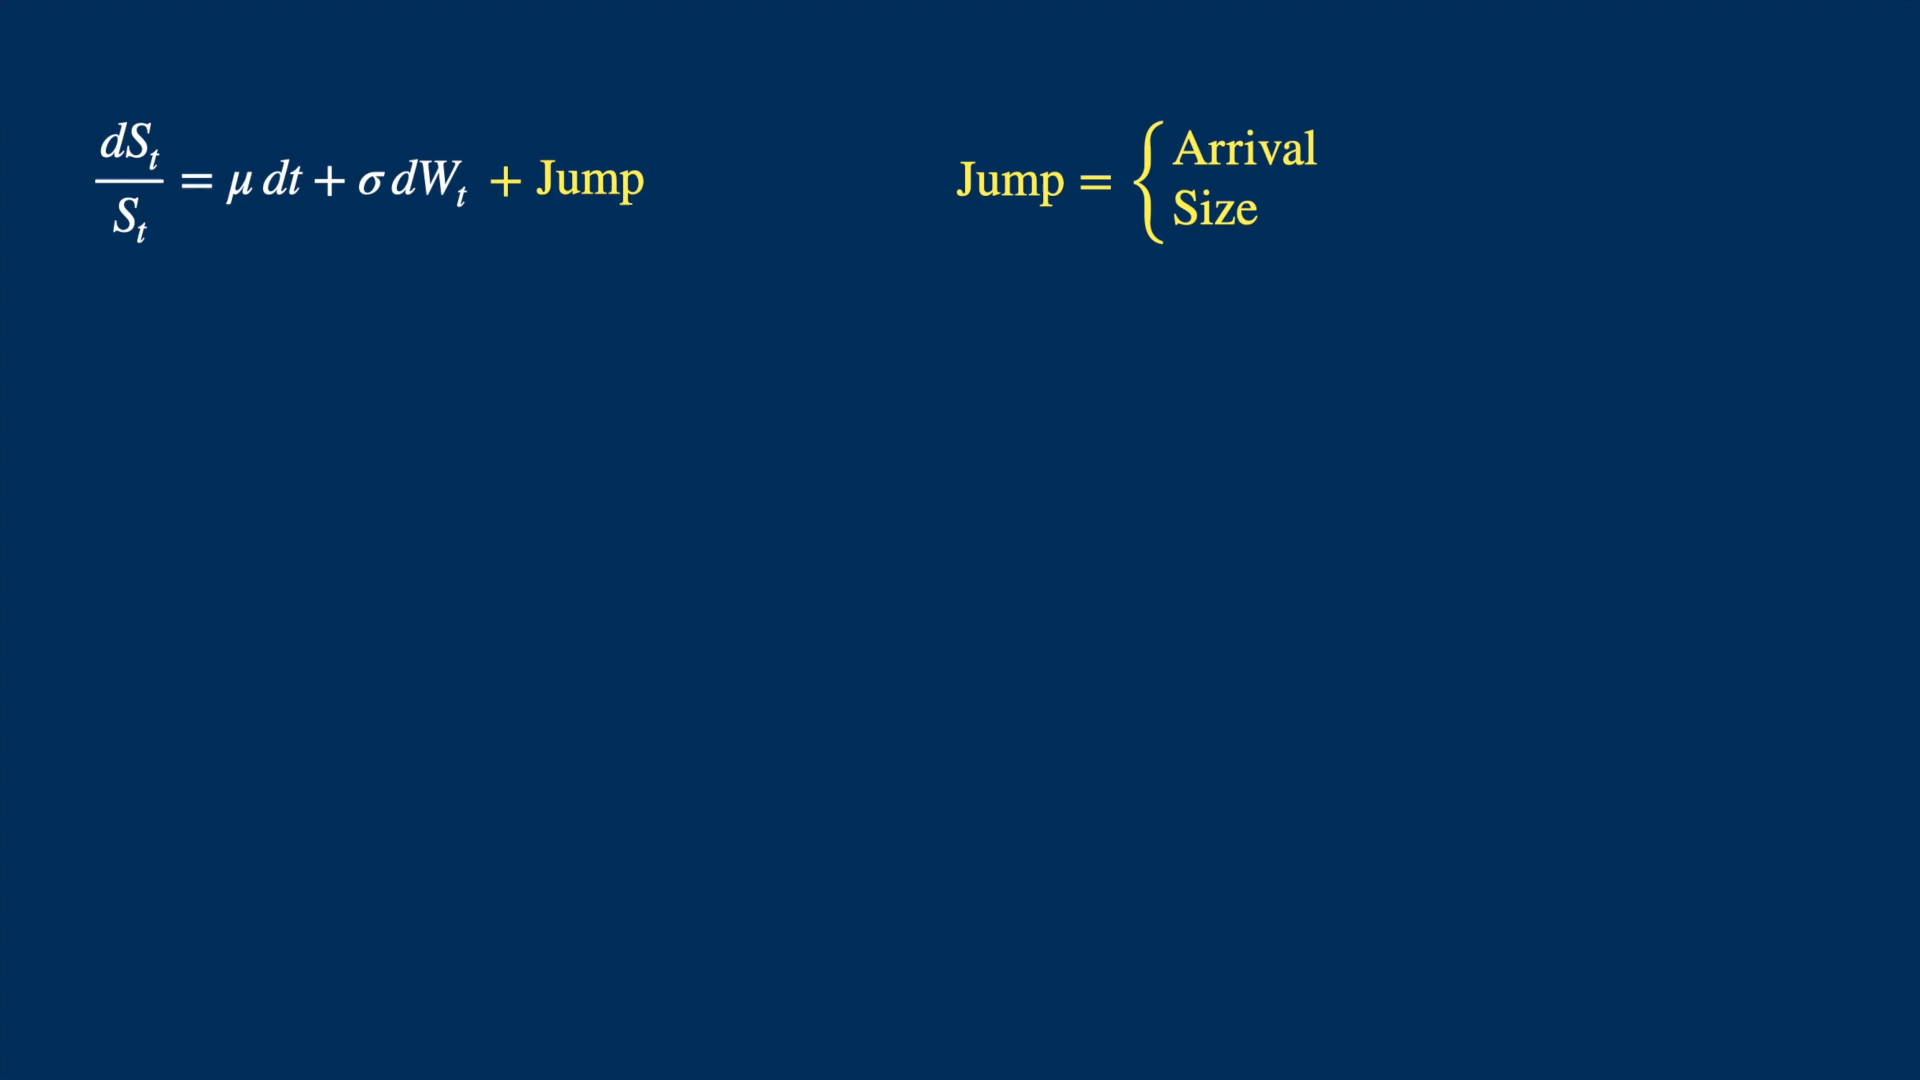 dS_t / S_t = μ dt + σ dW_t + Jump
Jump = { Arrival
Size